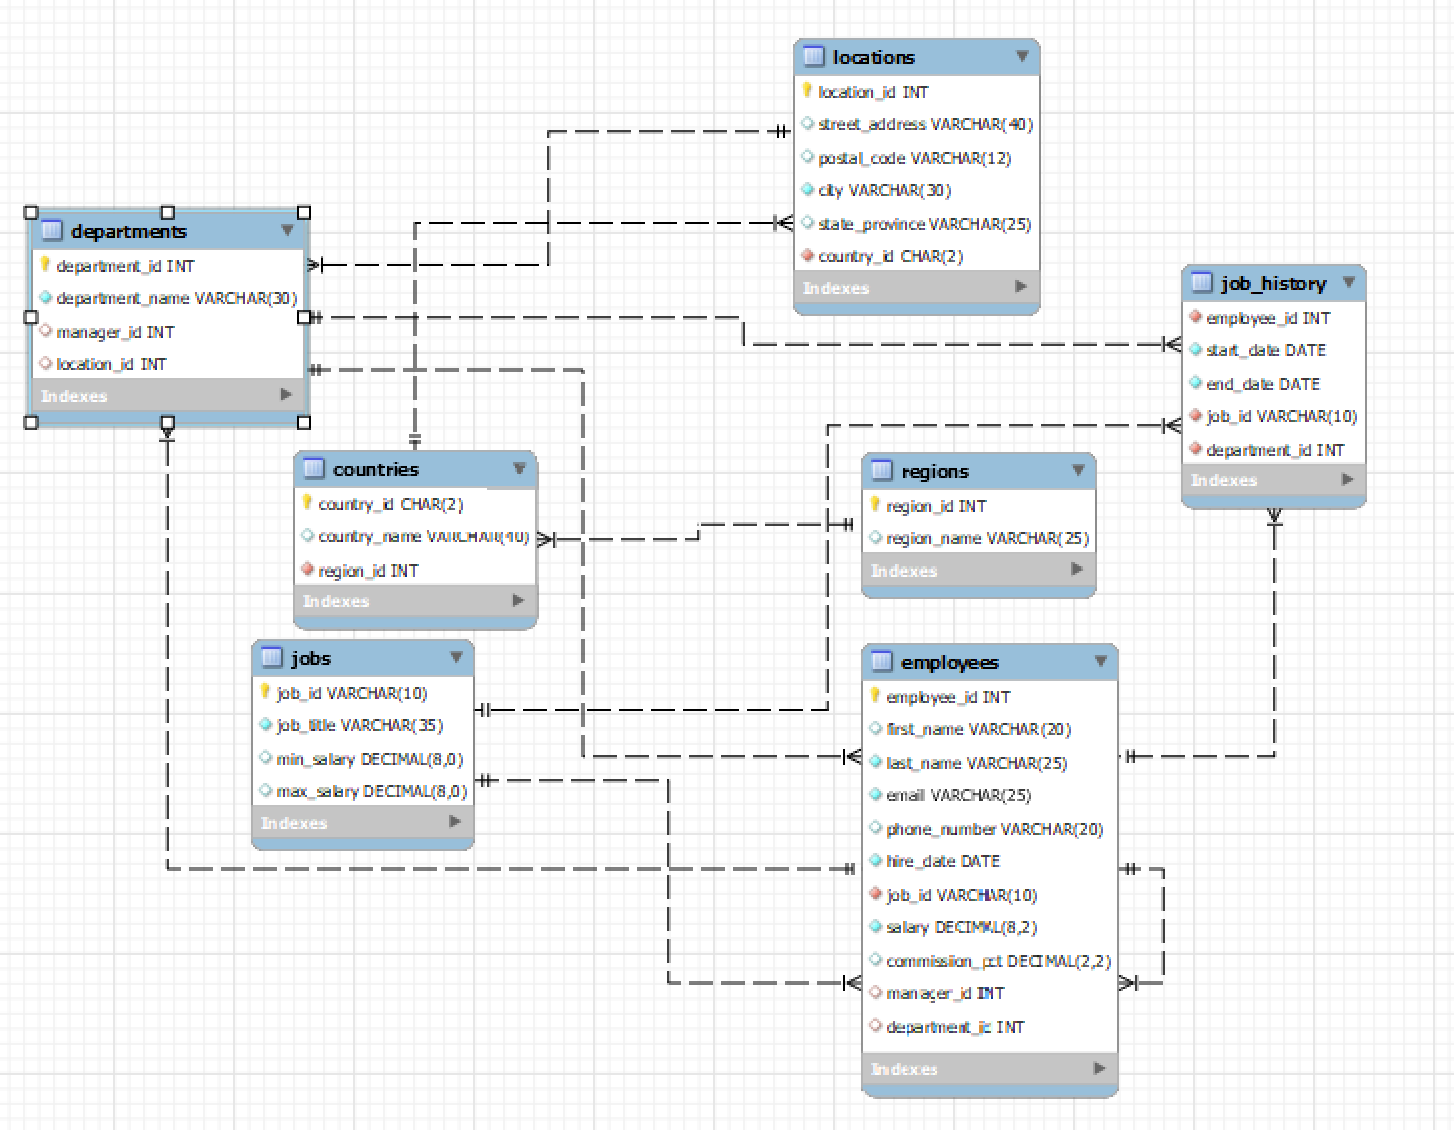 locations
location_id INT
street_address VARCHAR(40)
postal_code VARCHAR(12)
city VARCHAR(30)
state_province VARCHAR(25)
country_id CHAR(2)
Indexes
departments
department_id INT
department_name VARCHAR(30)
manager_id INT
location_id INT
Indexes
job_history
employee_id INT
start_date DATE
end_date DATE
job_id VARCHAR(10)
department_id INT
Indexes
countries
country_id CHAR(2)
country_name VARCHAR(40)
region_id INT
Indexes
regions
region_id INT
region_name VARCHAR(25)
Indexes
jobs
job_id VARCHAR(10)
job_title VARCHAR(35)
min_salary DECIMAL(8,0)
max_salary DECIMAL(8,0)
Indexes
employees
employee_id INT
first_name VARCHAR(20)
last_name VARCHAR(25)
email VARCHAR(25)
phone_number VARCHAR(20)
hire_date DATE
job_id VARCHAR(10)
salary DECIMAL(8,2)
commission_pct DECIMAL(2,2)
manager_id INT
department_id INT
Indexes